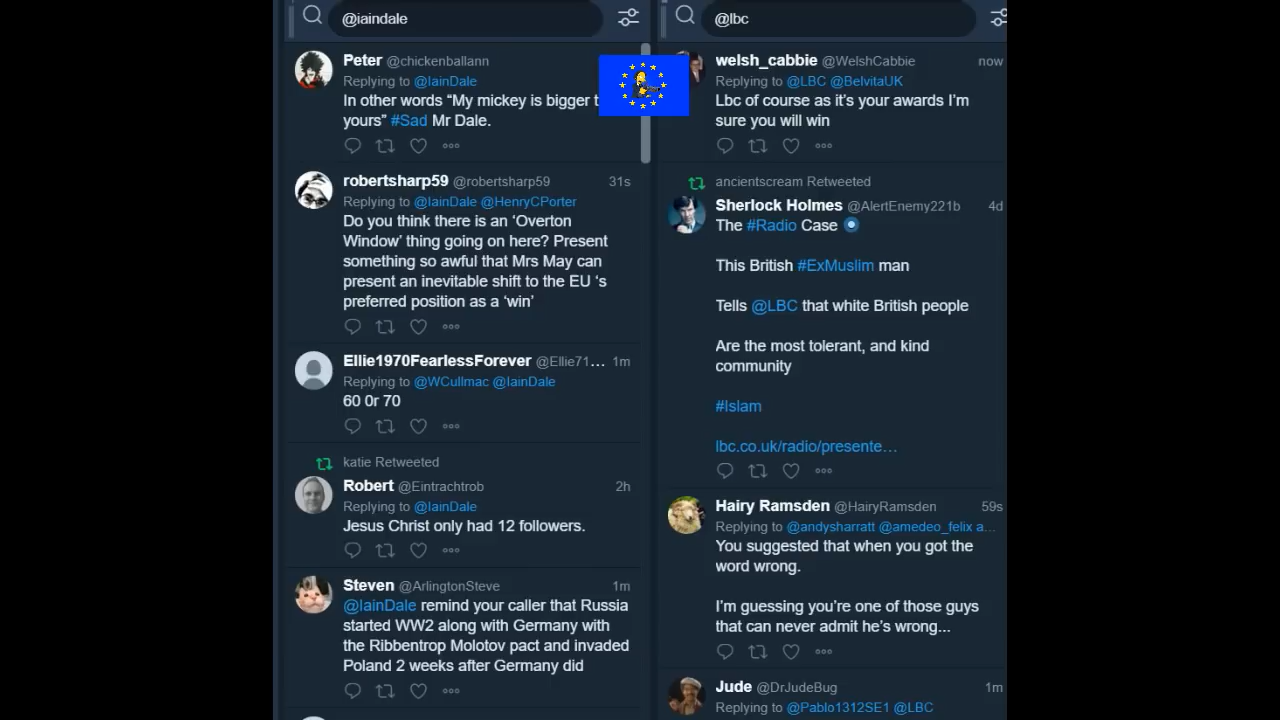 @iaindale
Peter @chickenballann
Replying to @IainDale
In other words “My mickey is bigger t
yours” #Sad Mr Dale.
robertsharp59 @robertsharp59 31s
Replying to @IainDale @HenryCPorter
Do you think there is an ‘Overton
Window’ thing going on here? Present
something so awful that Mrs May can
present an inevitable shift to the EU ‘s
preferred position as a ‘win’
Ellie1970FearlessForever @Ellie71… 1m
Replying to @WCullmac @IainDale
60 0r 70
katie Retweeted
Robert @Eintrachtrob 2h
Replying to @IainDale
Jesus Christ only had 12 followers.
Steven @ArlingtonSteve 1m
@IainDale remind your caller that Russia
started WW2 along with Germany with
the Ribbentrop Molotov pact and invaded
Poland 2 weeks after Germany did
@lbc
welsh_cabbie @WelshCabbie now
Replying to @LBC @BelvitaUK
Lbc of course as it’s your awards I’m
sure you will win
ancientscream Retweeted
Sherlock Holmes @AlertEnemy221b 4d
The #Radio Case
This British #ExMuslim man
Tells @LBC that white British people
Are the most tolerant, and kind
community
#Islam
lbc.co.uk/radio/presente…
Hairy Ramsden @HairyRamsden 59s
Replying to @andysharratt @amedeo_felix a…
You suggested that when you got the
word wrong.
I’m guessing you’re one of those guys
that can never admit he’s wrong...
Jude @DrJudeBug 1m
Replying to @Pablo1312SE1 @LBC